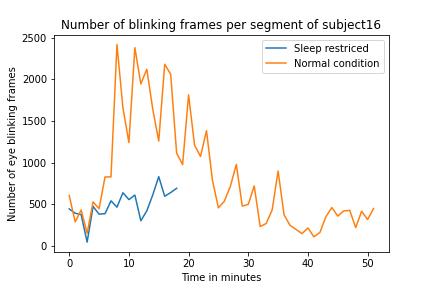 Number of blinking frames per segment of subject16
Sleep restriced
Normal condition
Number of eye blinking frames
2500
2000
1500
1000
500
0
0 10 20 30 40 50
Time in minutes